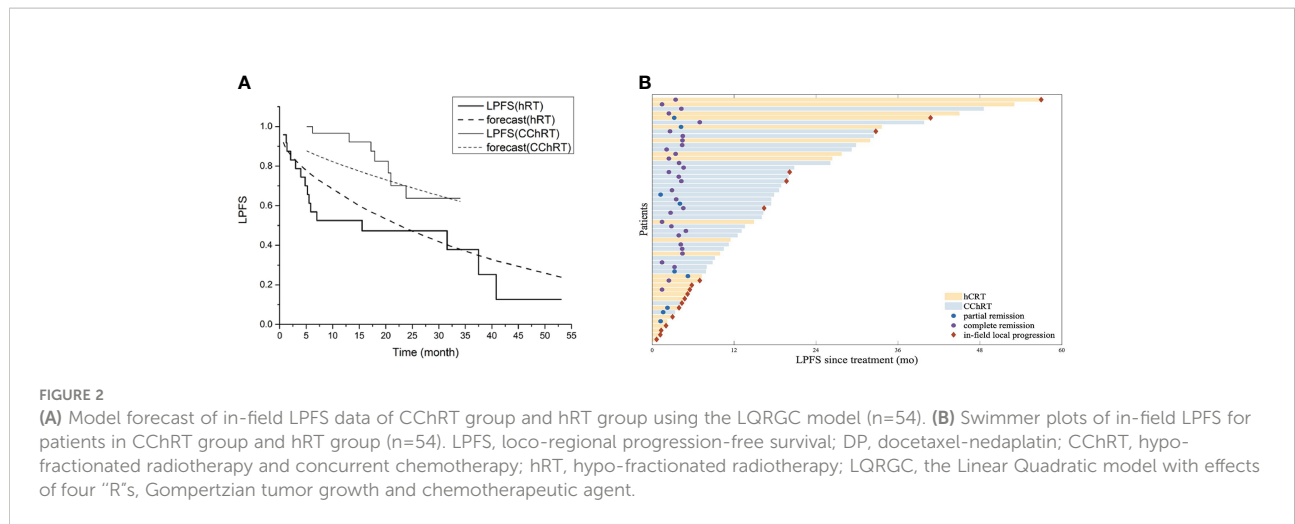 A
LPFS(hRT)
forecast(hRT)
LPFS(CChRT)
forecast(CChRT)
1.0
0.8
0.6
0.4
0.2
0.0
LPFS
0 5 10 15 20 25 30 35 40 45 50 55
Time (month)
B
Patients
hCRT
CChRT
partial remission
complete remission
in-field local progression
0 12 24 36 48 60
LPFS since treatment (mo)
FIGURE 2
(A) Model forecast of in-field LPFS data of CChRT group and hRT group using the LQRGC model (n=54). (B) Swimmer plots of in-field LPFS for
patients in CChRT group and hRT group (n=54). LPFS, loco-regional progression-free survival; DP, docetaxel-nedaplatin; CChRT, hypo-
fractionated radiotherapy and concurrent chemotherapy; hRT, hypo-fractionated radiotherapy; LQRGC, the Linear Quadratic model with effects
of four “R”s, Gompertzian tumor growth and chemotherapeutic agent.